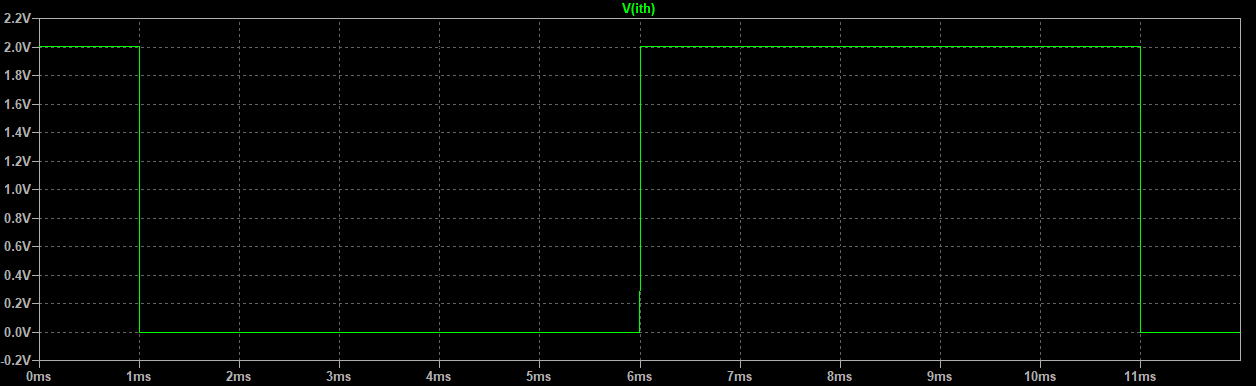 V(ith)
2.2V
2.0V
1.8V
1.6V
1.4V
1.2V
1.0V
0.8V
0.6V
0.4V
0.2V
0.0V
-0.2V
0ms 1ms 2ms 3ms 4ms 5ms 6ms 7ms 8ms 9ms 10ms 11ms